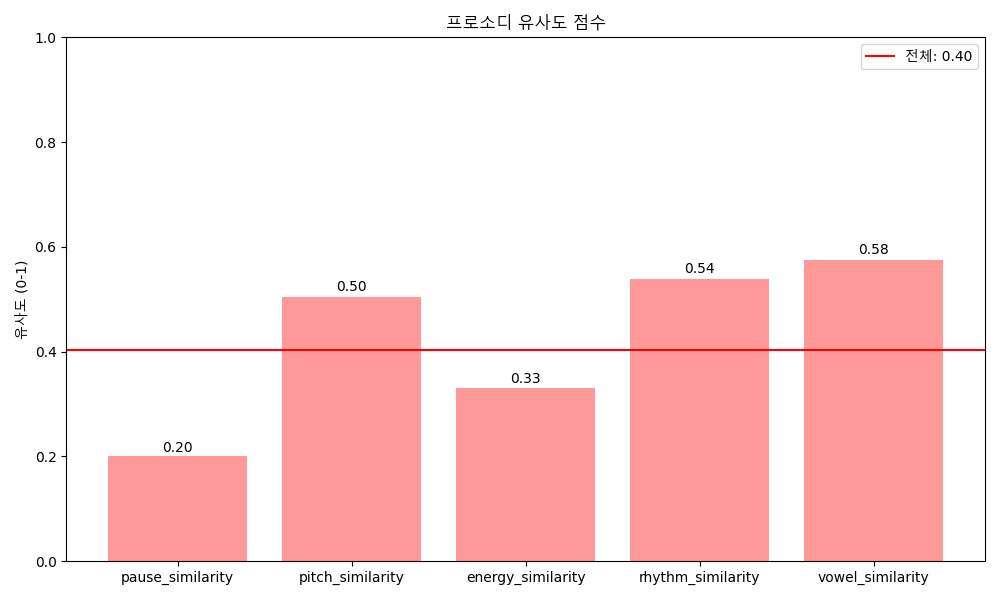 프로소디 유사도 점수
전체: 0.40
유사도 (0-1)
1.0
0.8
0.6
0.4
0.2
0.0
0.20
0.50
0.33
0.54
0.58
pause_similarity
pitch_similarity
energy_similarity
rhythm_similarity
vowel_similarity